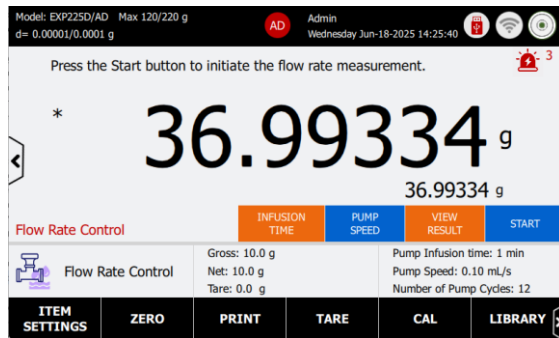 Model: EXP225D/AD Max 120/220 g
d= 0.00001/0.0001 g
AD
Admin
Wednesday Jun-18-2025 14:25:40
Press the Start button to initiate the flow rate measurement.
3
*
36.99334 g
36.99334 g
Flow Rate Control
INFUSION
TIME
PUMP
SPEED
VIEW
RESULT
START
Flow Rate Control
Gross: 10.0 g
Net: 10.0 g
Tare: 0.0 g
Pump Infusion time: 1 min
Pump Speed: 0.10 mL/s
Number of Pump Cycles: 12
ITEM
SETTINGS
ZERO
PRINT
TARE
CAL
LIBRARY